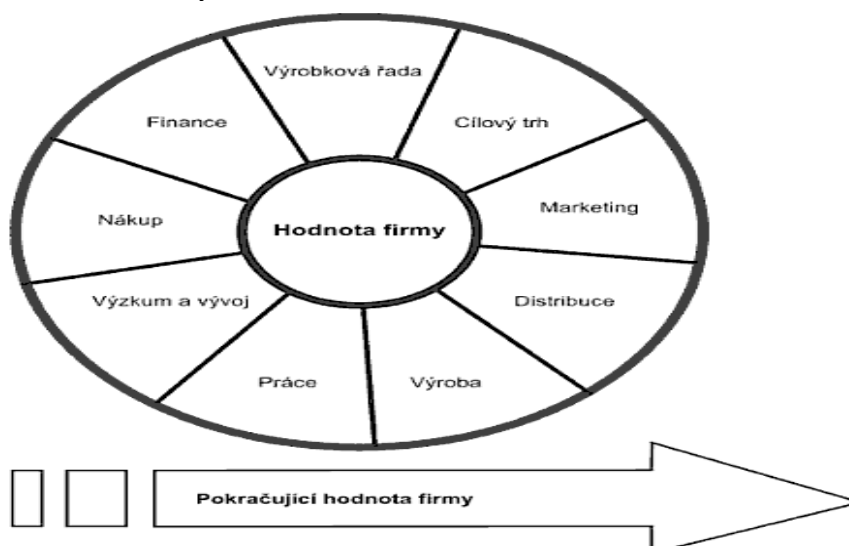 Výrobková řada
Finance
Cílový trh
Nákup
Marketing
Hodnota firmy
Výzkum a vývoj
Distribuce
Práce
Výroba
Pokračující hodnota firmy